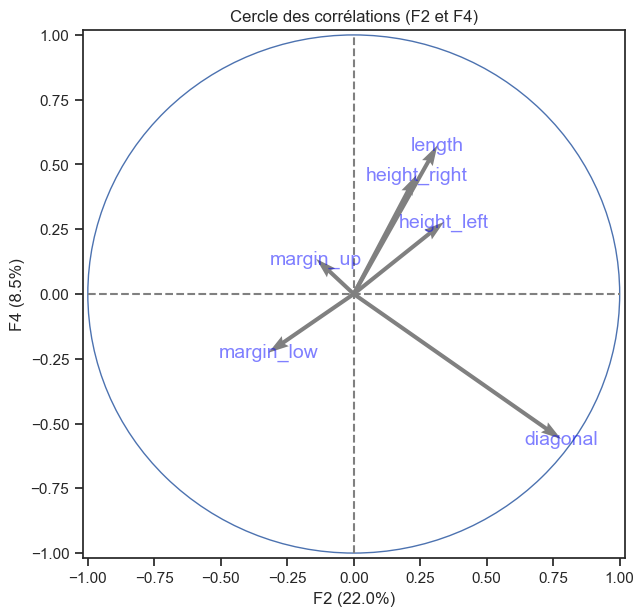 Cercle des corrélations (F2 et F4)
1.00
0.75
0.50
0.25
0.00
−0.25
−0.50
−0.75
−1.00
F4 (8.5%)
length
height_right
height_left
margin_up
margin_low
diagonal
−1.00 −0.75 −0.50 −0.25 0.00 0.25 0.50 0.75 1.00
F2 (22.0%)